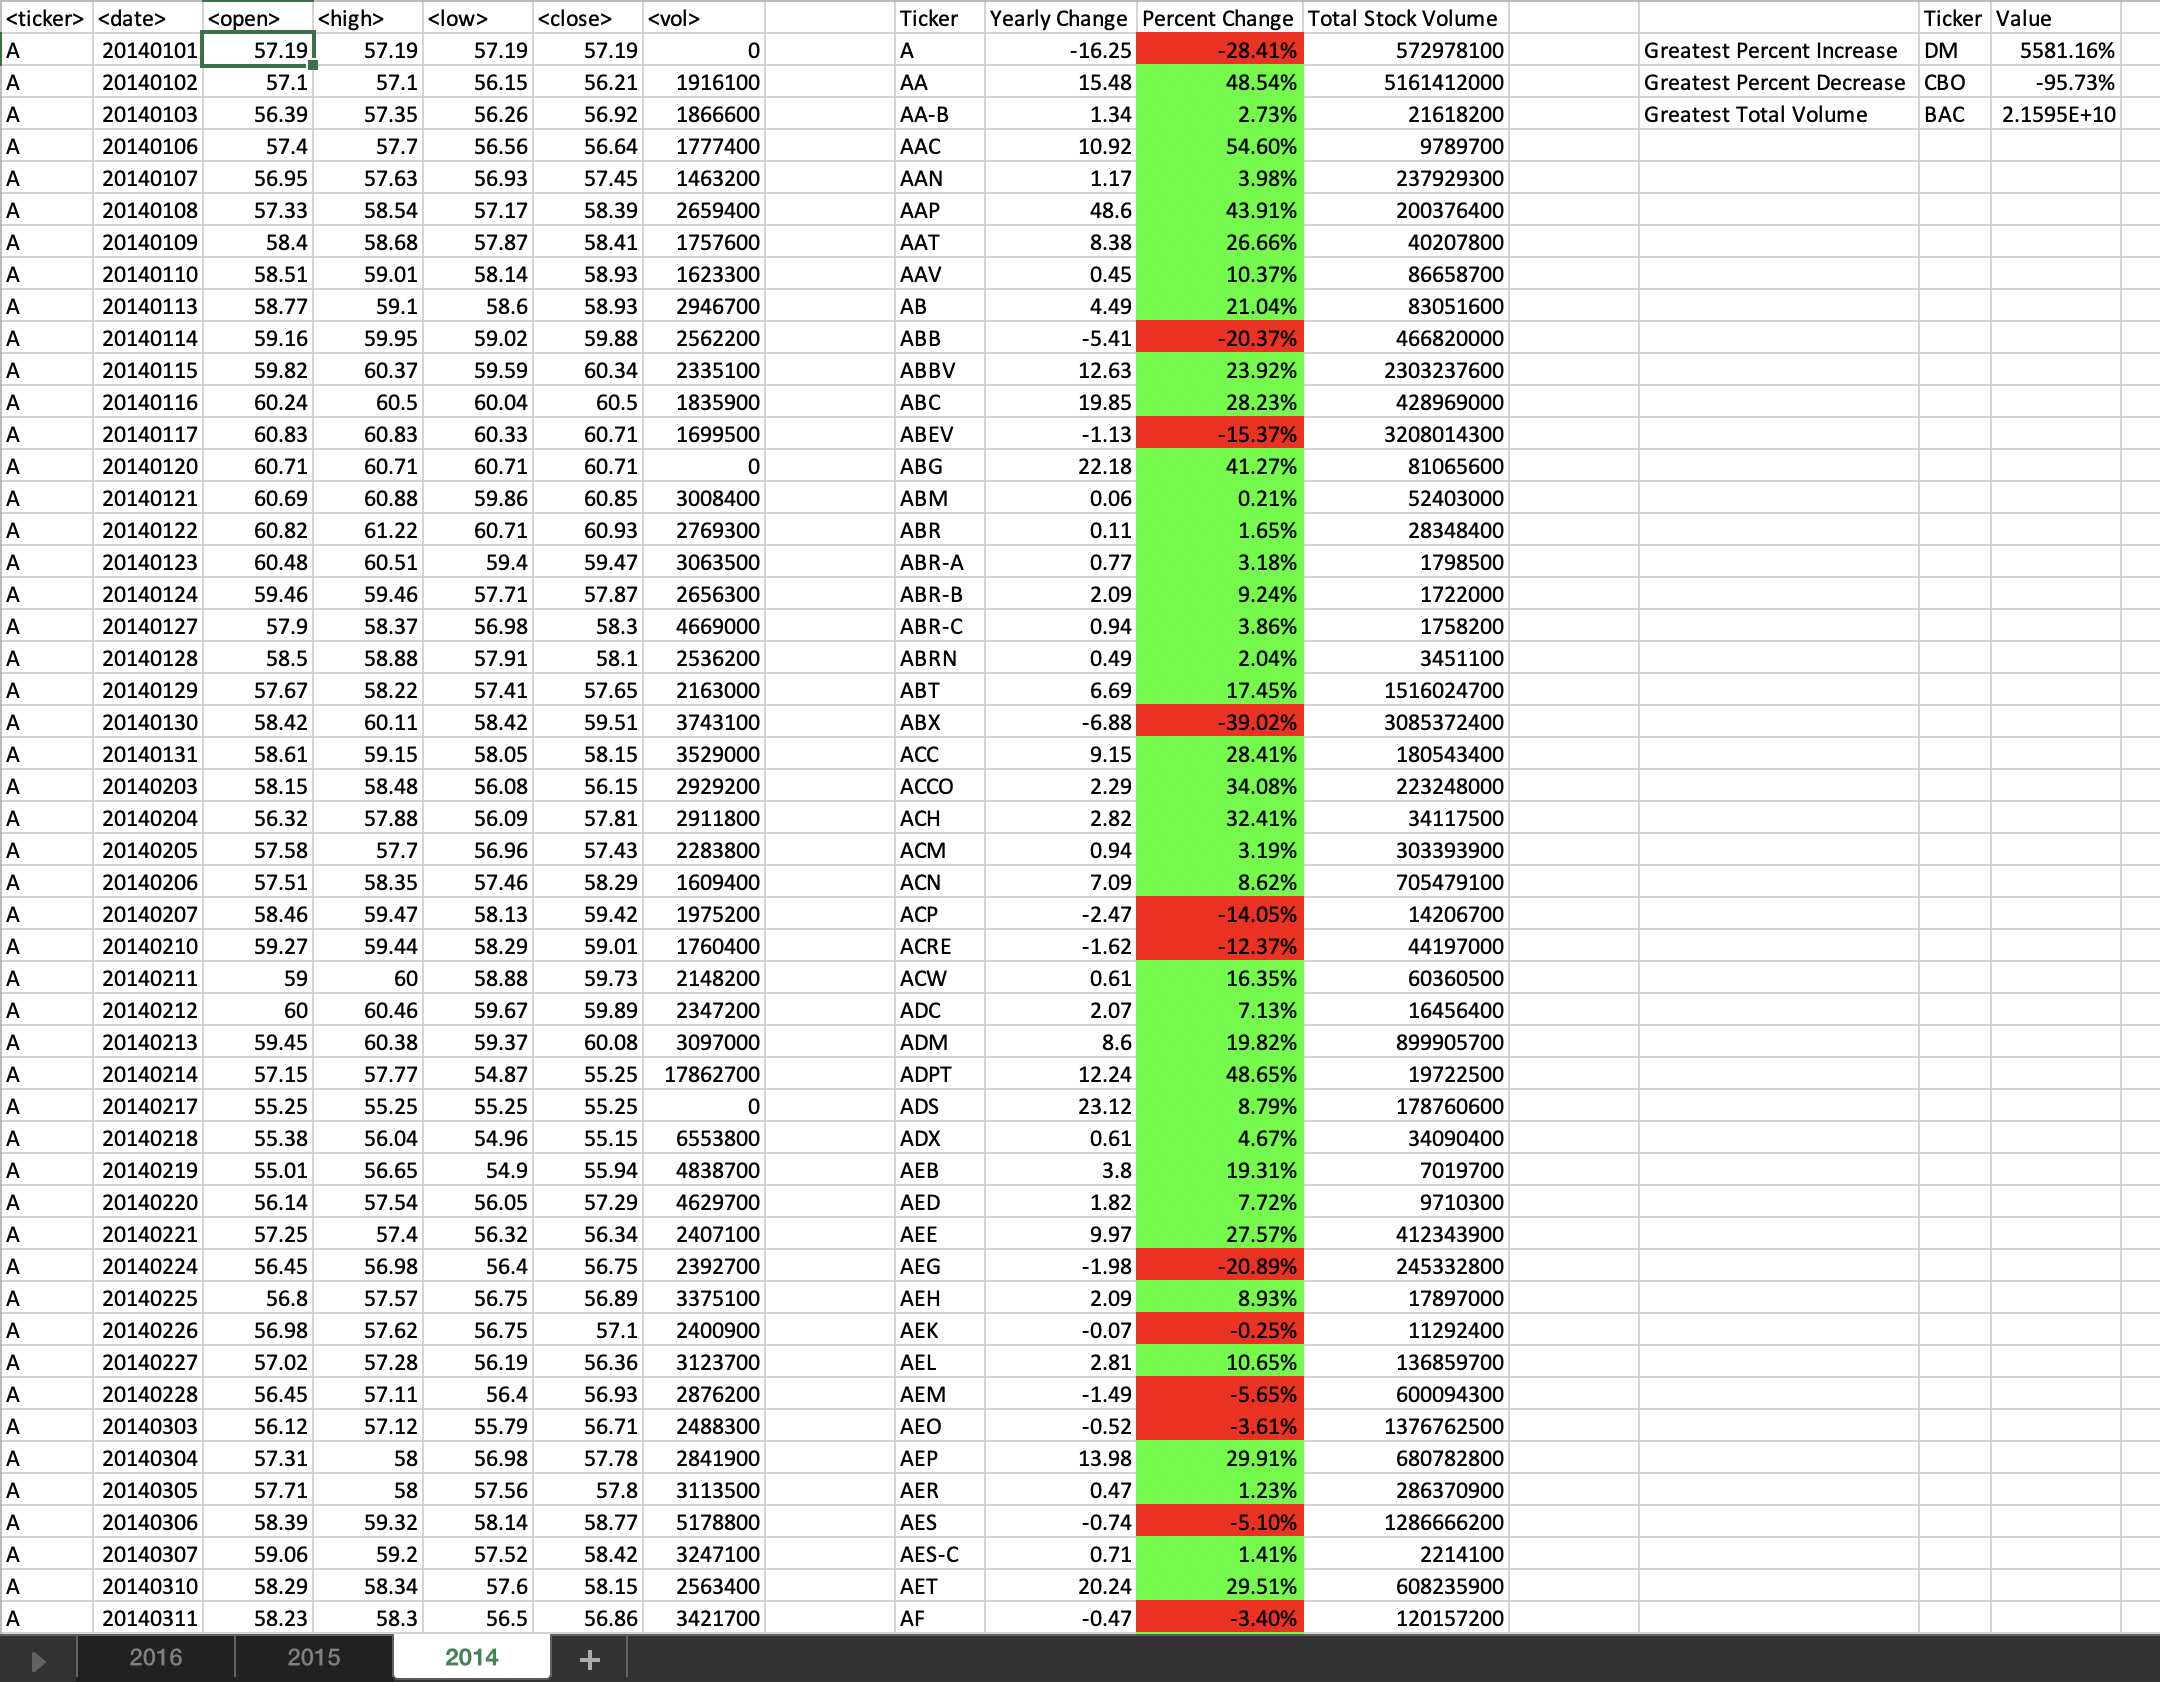 <ticker> <date> <open> <high> <low> <close> <vol> Ticker Yearly Change Percent Change Total Stock Volume Ticker Value
A 20140101 57.19 57.19 57.19 57.19 0 A -16.25 -28.41% 572978100 Greatest Percent Increase DM 5581.16%
A 20140102 57.1 57.1 56.15 56.21 1916100 AA 15.48 48.54% 5161412000 Greatest Percent Decrease CBO -95.73%
A 20140103 56.39 57.35 56.26 56.92 1866600 AA-B 1.34 2.73% 21618200 Greatest Total Volume BAC 2.1595E+10
A 20140106 57.4 57.7 56.56 56.64 1777400 AAC 10.92 54.60% 9789700
A 20140107 56.95 57.63 56.93 57.45 1463200 AAN 1.17 3.98% 237929300
A 20140108 57.33 58.54 57.17 58.39 2659400 AAP 48.6 43.91% 200376400
A 20140109 58.4 58.68 57.87 58.41 1757600 AAT 8.38 26.66% 40207800
A 20140110 58.51 59.01 58.14 58.93 1623300 AAV 0.45 10.37% 86658700
A 20140113 58.77 59.1 58.6 58.93 2946700 AB 4.49 21.04% 83051600
A 20140114 59.16 59.95 59.02 59.88 2562200 ABB -5.41 -20.37% 466820000
A 20140115 59.82 60.37 59.59 60.34 2335100 ABBV 12.63 23.92% 2303237600
A 20140116 60.24 60.5 60.04 60.5 1835900 ABC 19.85 28.23% 428969000
A 20140117 60.83 60.83 60.33 60.71 1699500 ABEV -1.13 -15.37% 3208014300
A 20140120 60.71 60.71 60.71 60.71 0 ABG 22.18 41.27% 81065600
A 20140121 60.69 60.88 59.86 60.85 3008400 ABM 0.06 0.21% 52403000
A 20140122 60.82 61.22 60.71 60.93 2769300 ABR 0.11 1.65% 28348400
A 20140123 60.48 60.51 59.4 59.47 3063500 ABR-A 0.77 3.18% 1798500
A 20140124 59.46 59.46 57.71 57.87 2656300 ABR-B 2.09 9.24% 1722000
A 20140127 57.9 58.37 56.98 58.3 4669000 ABR-C 0.94 3.86% 1758200
A 20140128 58.5 58.88 57.91 58.1 2536200 ABRN 0.49 2.04% 3451100
A 20140129 57.67 58.22 57.41 57.65 2163000 ABT 6.69 17.45% 1516024700
A 20140130 58.42 60.11 58.42 59.51 3743100 ABX -6.88 -39.02% 3085372400
A 20140131 58.61 59.15 58.05 58.15 3529000 ACC 9.15 28.41% 180543400
A 20140203 58.15 58.48 56.08 56.15 2929200 ACCO 2.29 34.08% 223248000
A 20140204 56.32 57.88 56.09 57.81 2911800 ACH 2.82 32.41% 34117500
A 20140205 57.58 57.7 56.96 57.43 2283800 ACM 0.94 3.19% 303393900
A 20140206 57.51 58.35 57.46 58.29 1609400 ACN 7.09 8.62% 705479100
A 20140207 58.46 59.47 58.13 59.42 1975200 ACP -2.47 -14.05% 14206700
A 20140210 59.27 59.44 58.29 59.01 1760400 ACRE -1.62 -12.37% 44197000
A 20140211 59 60 58.88 59.73 2148200 ACW 0.61 16.35% 60360500
A 20140212 60 60.46 59.67 59.89 2347200 ADC 2.07 7.13% 16456400
A 20140213 59.45 60.38 59.37 60.08 3097000 ADM 8.6 19.82% 899905700
A 20140214 57.15 57.77 54.87 55.25 17862700 ADPT 12.24 48.65% 19722500
A 20140217 55.25 55.25 55.25 55.25 0 ADS 23.12 8.79% 178760600
A 20140218 55.38 56.04 54.96 55.15 6553800 ADX 0.61 4.67% 34090400
A 20140219 55.01 56.65 54.9 55.94 4838700 AEB 3.8 19.31% 7019700
A 20140220 56.14 57.54 56.05 57.29 4629700 AED 1.82 7.72% 9710300
A 20140221 57.25 57.4 56.32 56.34 2407100 AEE 9.97 27.57% 412343900
A 20140224 56.45 56.98 56.4 56.75 2392700 AEG -1.98 -20.89% 245332800
A 20140225 56.8 57.57 56.75 56.89 3375100 AEH 2.09 8.93% 17897000
A 20140226 56.98 57.62 56.75 57.1 2400900 AEK -0.07 -0.25% 11292400
A 20140227 57.02 57.28 56.19 56.36 3123700 AEL 2.81 10.65% 136859700
A 20140228 56.45 57.11 56.4 56.93 2876200 AEM -1.49 -5.65% 600094300
A 20140303 56.12 57.12 55.79 56.71 2488300 AEO -0.52 -3.61% 1376762500
A 20140304 57.31 58 56.98 57.78 2841900 AEP 13.98 29.91% 680782800
A 20140305 57.71 58 57.56 57.8 3113500 AER 0.47 1.23% 286370900
A 20140306 58.39 59.32 58.14 58.77 5178800 AES -0.74 -5.10% 1286666200
A 20140307 59.06 59.2 57.52 58.42 3247100 AES-C 0.71 1.41% 2214100
A 20140310 58.29 58.34 57.6 58.15 2563400 AET 20.24 29.51% 608235900
A 20140311 58.23 58.3 56.5 56.86 3421700 AF -0.47 -3.40% 120157200
2016 2015 2014 +